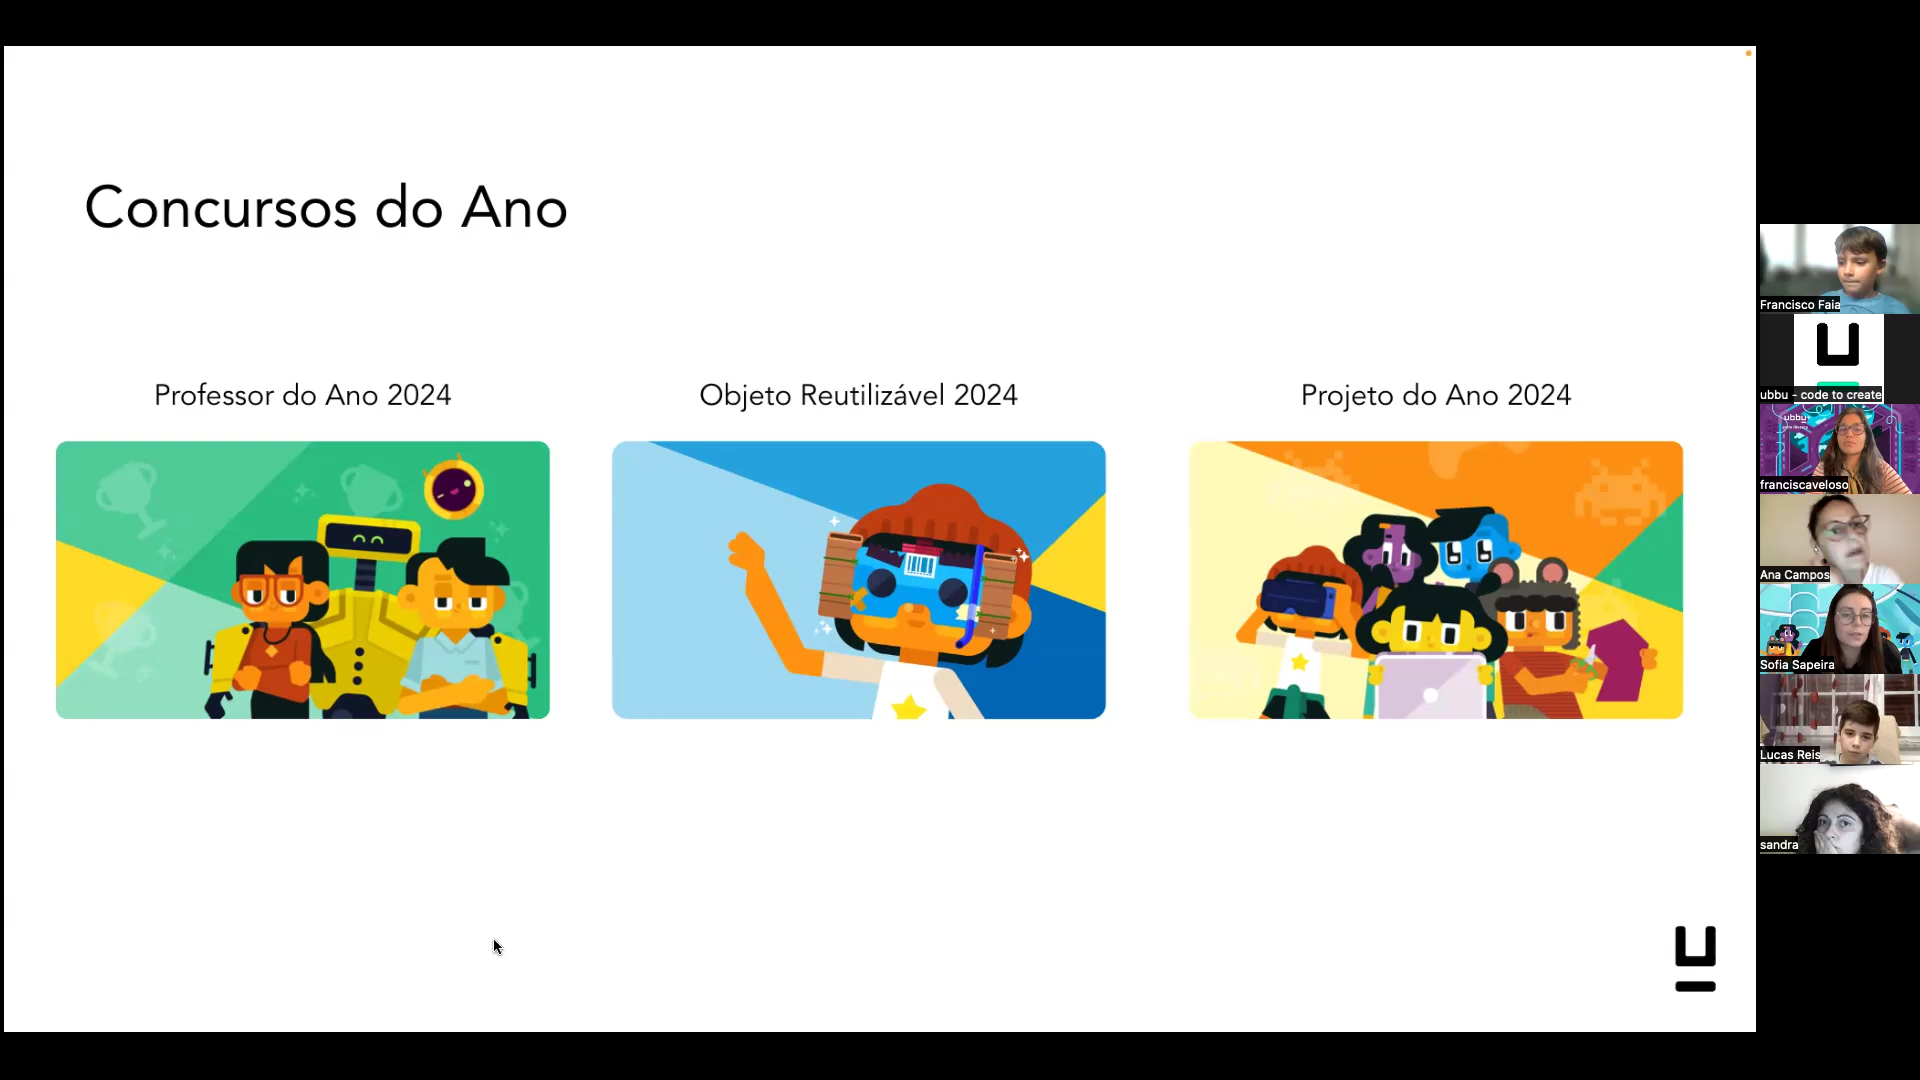 Concursos do Ano
Professor do Ano 2024
Objeto Reutilizável 2024
Projeto do Ano 2024
Francisco Faia
ubbu - code to create
ubbu
franciscaveloso
Ana Campos
Sofia Sapeira
Lucas Reis
sandra